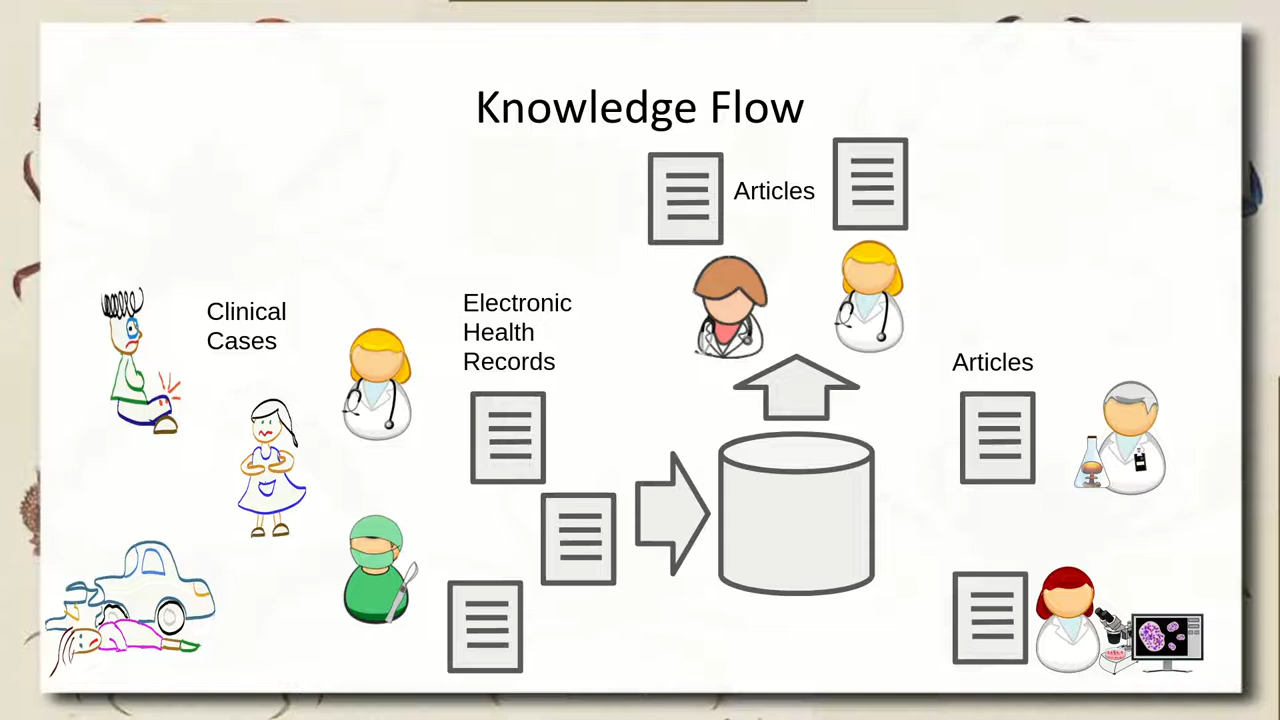 Knowledge Flow
Articles
Clinical
Cases
Electronic
Health
Records
Articles